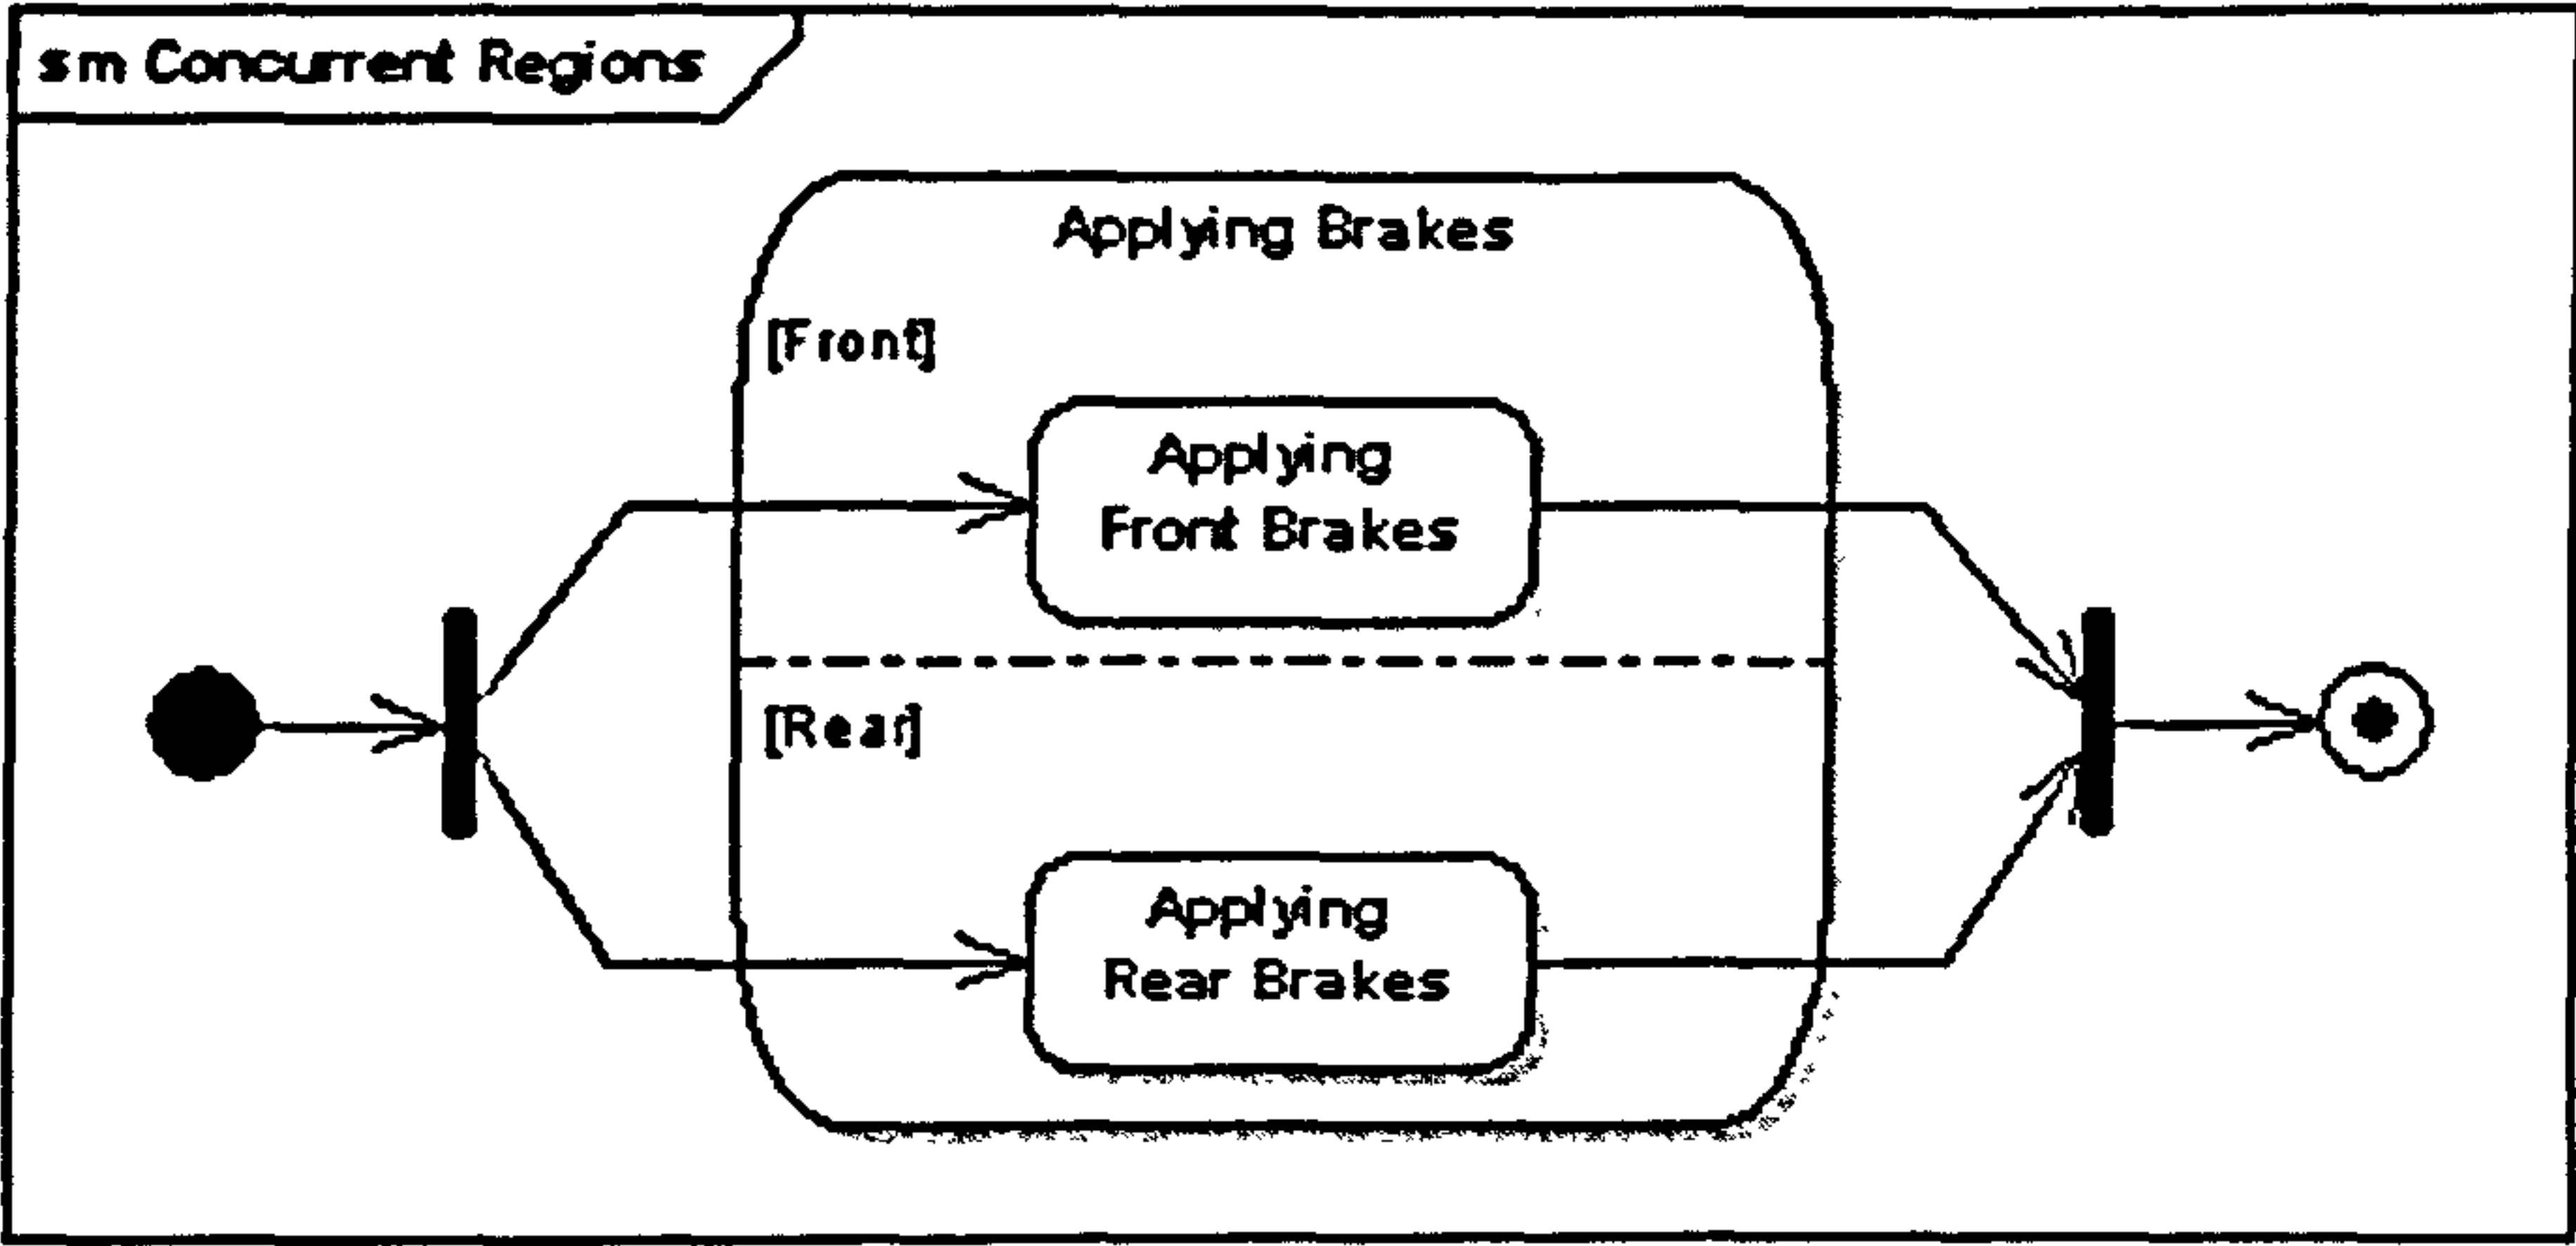 sm Concurrent Regions
Applying Brakes
[Front]
Applying
Front Brakes
[Rear]
Applying
Rear Brakes